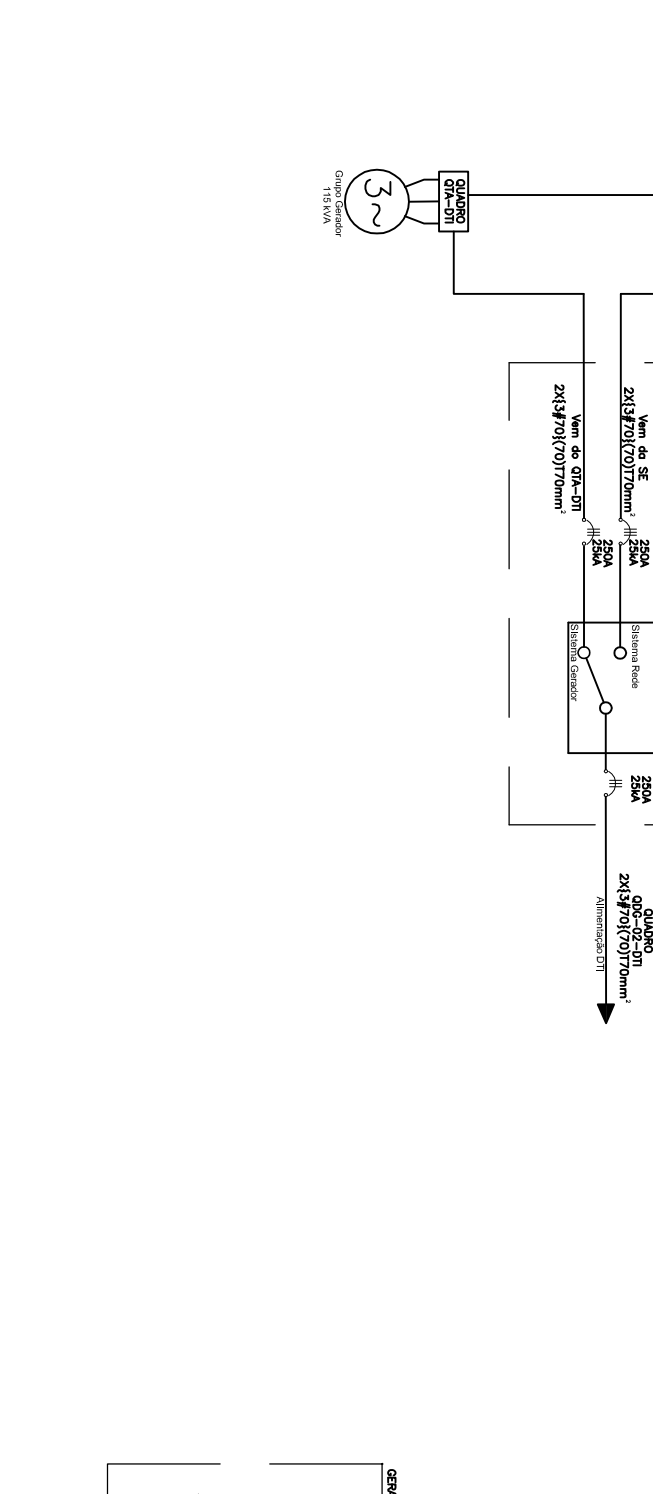 Grupo Gerador
115 kVA
QUADRO
QTA-DTI
Vem do QTA-DTI
2X{3#70}(70)T70mm²
Vem da SE
2X{3#70}(70)T70mm²
250A
25kA
250A
25kA
Sistema Gerador
Sistema Rede
250A
25kA
QUADRO
QDG-02-DTI
2X{3#70}(70)T70mm²
Alimentação DTI